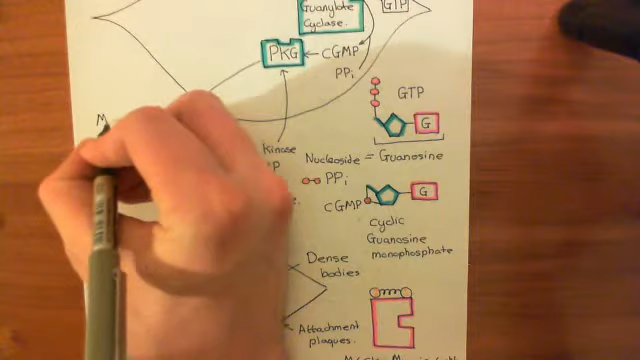 Guanylate
Cyclase.
GTP
PKG
cGMP
PPi
GTP
G
M
kinase
Nucleoside = Guanosine
PPi
cGMP
G
cyclic
Guanosine
monophosphate
Dense
bodies
Attachment
plaques.